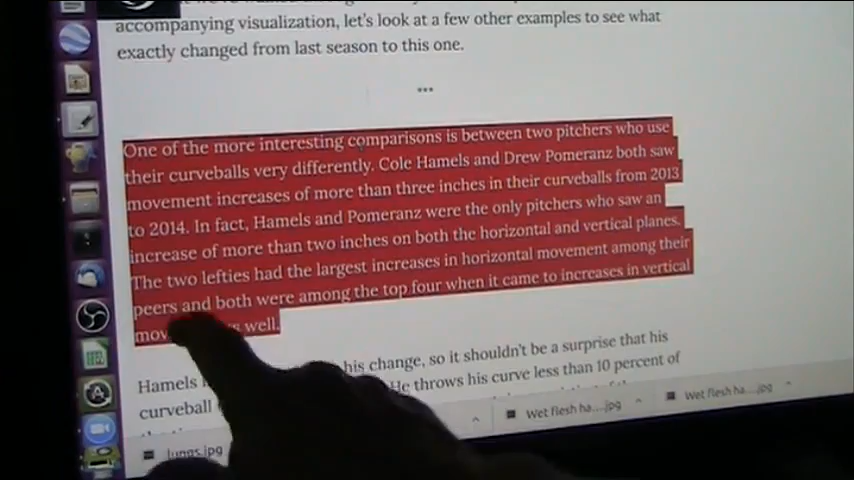 accompanying visualization, let's look at a few other examples to see what
exactly changed from last season to this one.
•••
One of the more interesting comparisons is between two pitchers who use
their curveballs very differently. Cole Hamels and Drew Pomeranz both saw
movement increases of more than three inches in their curveballs from 2013
to 2014. In fact, Hamels and Pomeranz were the only pitchers who saw an
increase of more than two inches on both the horizontal and vertical planes.
The two lefties had the largest increases in horizontal movement among their
peers and both were among the top four when it came to increases in vertical
well.
Hamels his change, so it shouldn't be a surprise that his
curveball He throws his curve less than 10 percent of
lungs.jpg
Wet flesh ha....jpg
Wet flesh ha....jpg